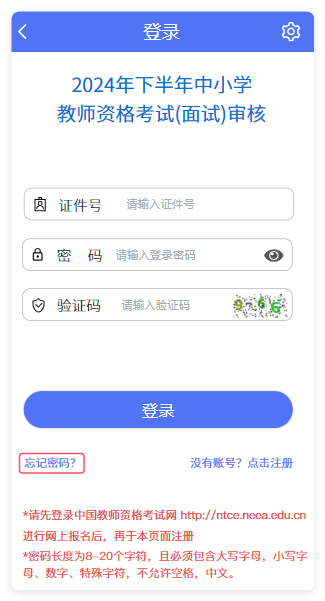 登录
2024年下半年中小学
教师资格考试(面试)审核
证件号 请输入证件号
密 码 请输入登录密码
验证码 请输入验证码
登录
忘记密码？ 没有账号？点击注册
*请先登录中国教师资格考试网 http://ntce.neea.edu.cn
进行网上报名后，再于本页面注册
*密码长度为8-20个字符，且必须包含大写字母，小写字
母、数字、特殊字符，不允许空格，中文。